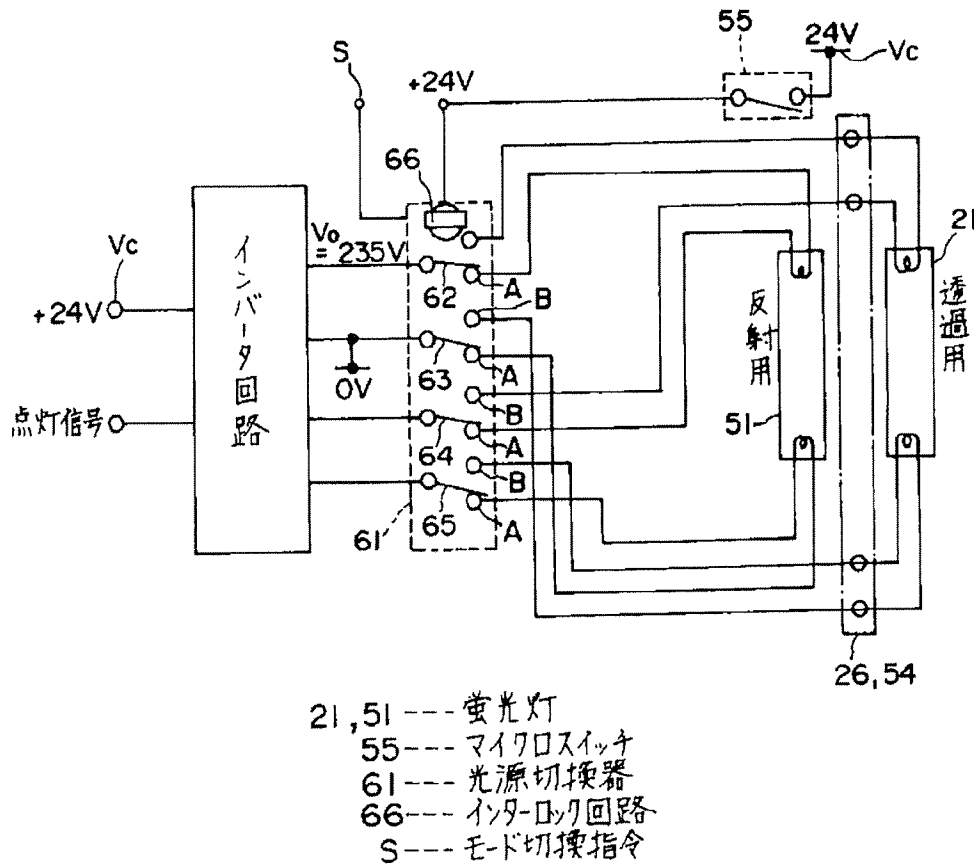 55
24V
Vc
S
+24V
66
21
Vc
Vo
= 235V
インバータ回路
62
A
B
反射用
透過用
+24V
63
A
0V
B
点灯信号
64
A
51
B
61
65
A
26,54
21,51---蛍光灯
55---マイクロスイッチ
61---光源切換器
66---インターロック回路
S---モード切換指令